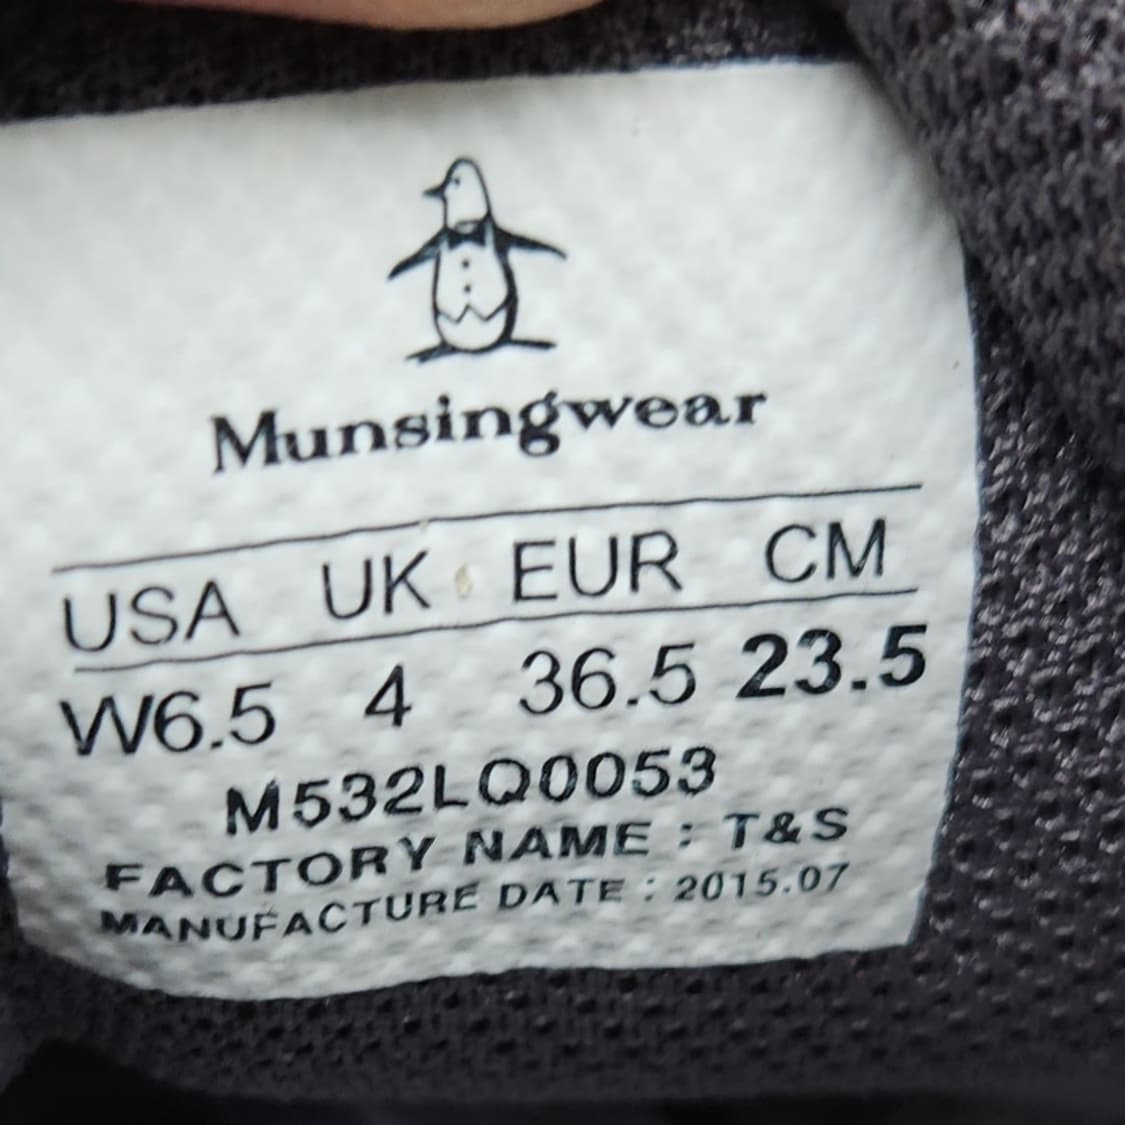 Munsingwear
USA UK EUR CM
W6.5 4 36.5 23.5
M532LQ0053
FACTORY NAME : T&S
MANUFACTURE DATE : 2015.07